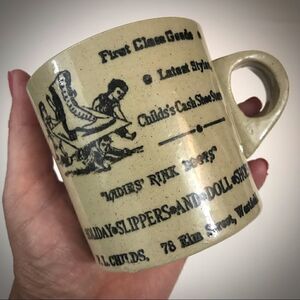 First Class Goods •
• Latest Styles
Childs's Cash Shoe Store
"LADIES' RINK BOOTS"
HOLIDAY•SLIPPERS•AND•DOLL•SHOES
CHILDS, 78 Elm Street,